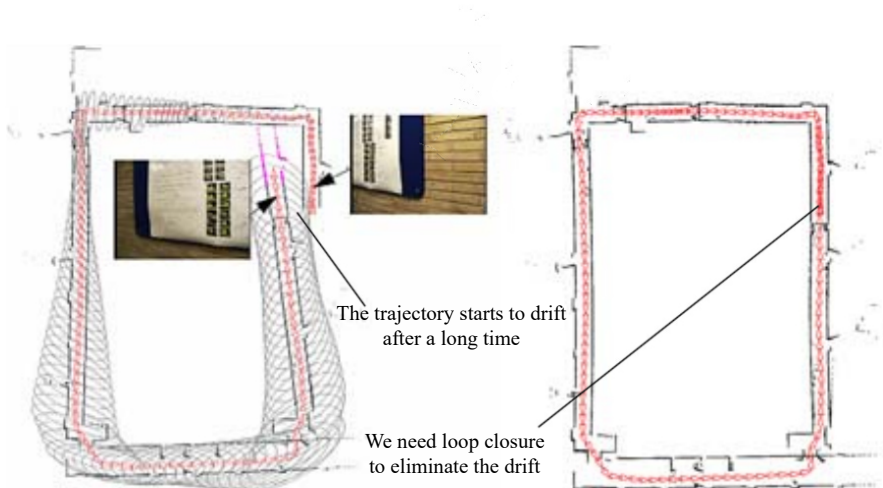 The trajectory starts to drift
after a long time
We need loop closure
to eliminate the drift